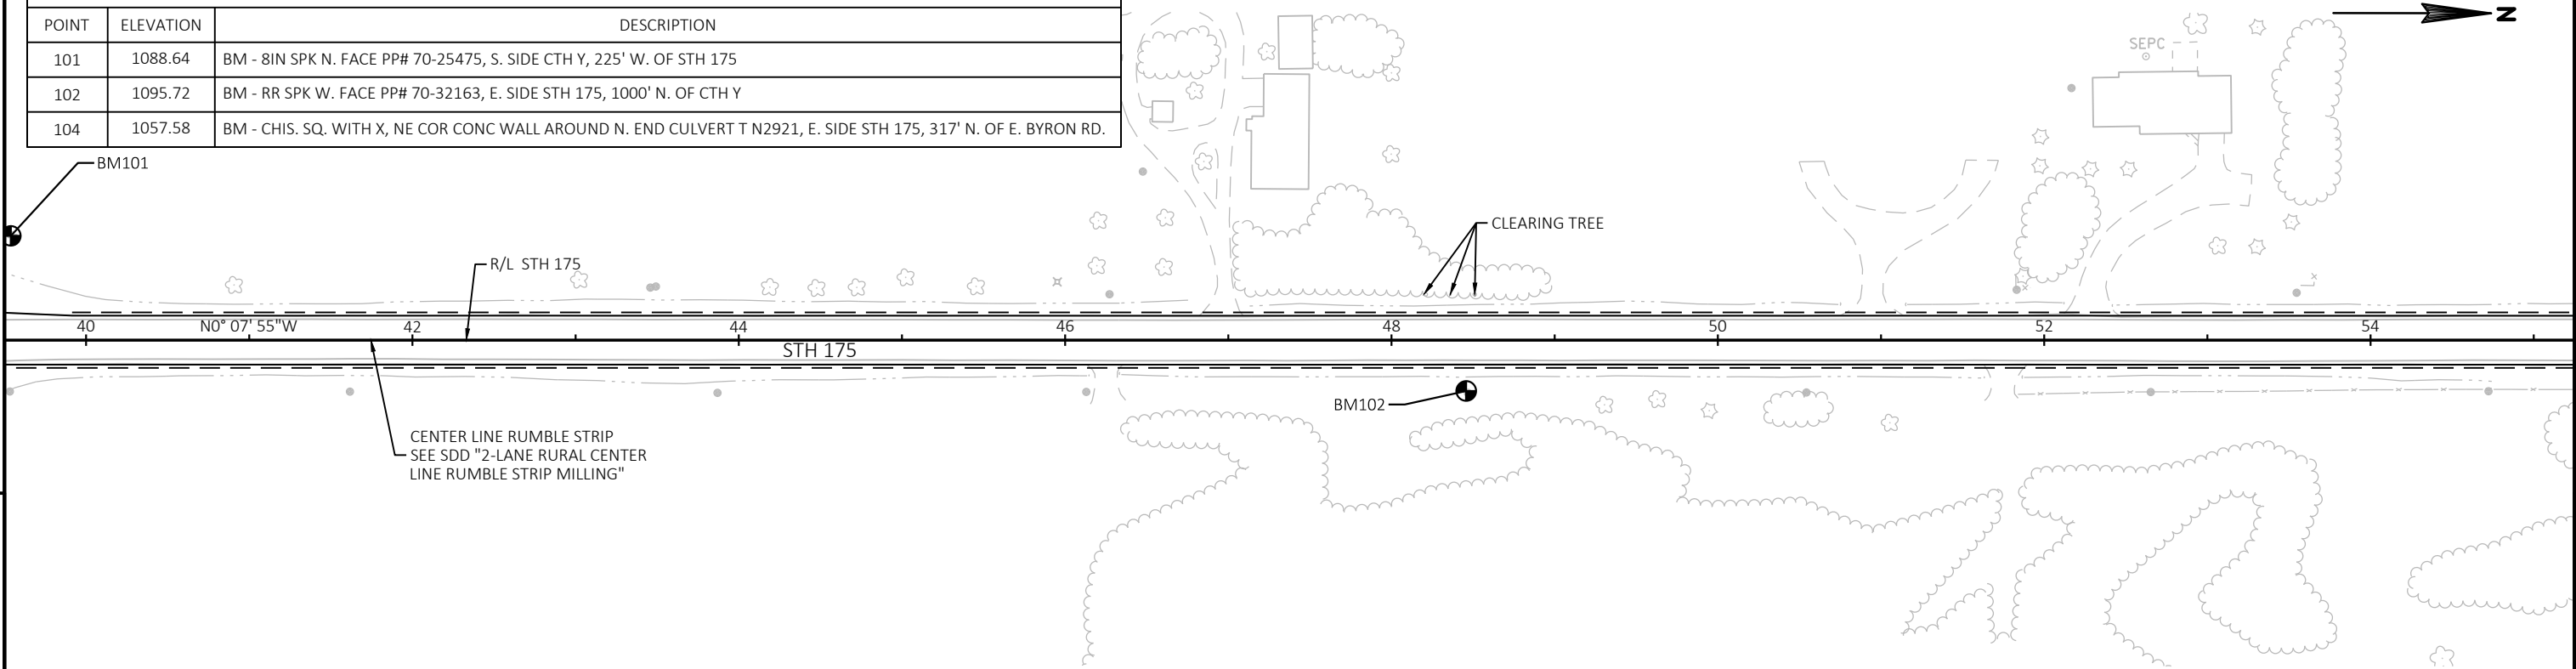 POINT ELEVATION DESCRIPTION
101 1088.64 BM - 8IN SPK N. FACE PP# 70-25475, S. SIDE CTH Y, 225' W. OF STH 175
102 1095.72 BM - RR SPK W. FACE PP# 70-32163, E. SIDE STH 175, 1000' N. OF CTH Y
104 1057.58 BM - CHIS. SQ. WITH X, NE COR CONC WALL AROUND N. END CULVERT T N2921, E. SIDE STH 175, 317' N. OF E. BYRON RD.
N
SEPC
BM101
CLEARING TREE
R/L STH 175
40 N0° 07' 55"W 42 44 46 48 50 52 54
STH 175
BM102
CENTER LINE RUMBLE STRIP
SEE SDD "2-LANE RURAL CENTER
LINE RUMBLE STRIP MILLING"